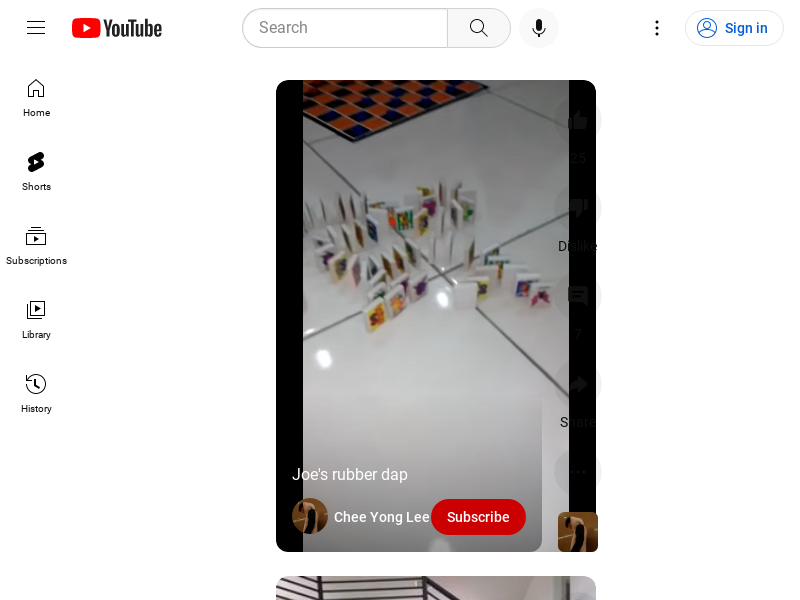 YouTube
Search
Sign in
Home
Shorts
Subscriptions
Library
History
25
Dislike
7
Share
Joe's rubber dap
Chee Yong Lee
Subscribe